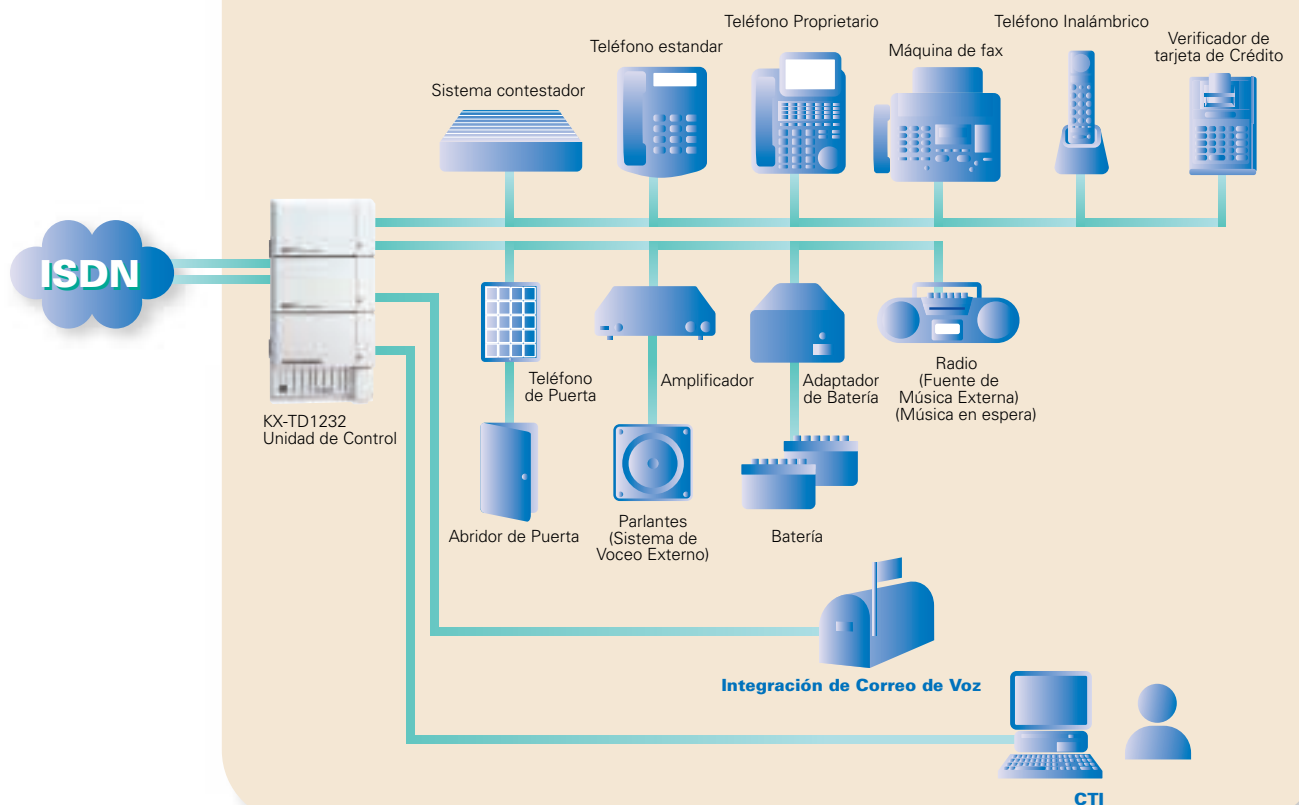 Teléfono Proprietario
Teléfono Inalámbrico
Teléfono estandar
Máquina de fax
Verificador de
tarjeta de Crédito
Sistema contestador
ISDN
KX-TD1232
Unidad de Control
Teléfono
de Puerta
Amplificador
Adaptador
de Batería
Radio
(Fuente de
Música Externa)
(Música en espera)
Abridor de Puerta
Parlantes
(Sistema de
Voceo Externo)
Batería
Integración de Correo de Voz
CTI